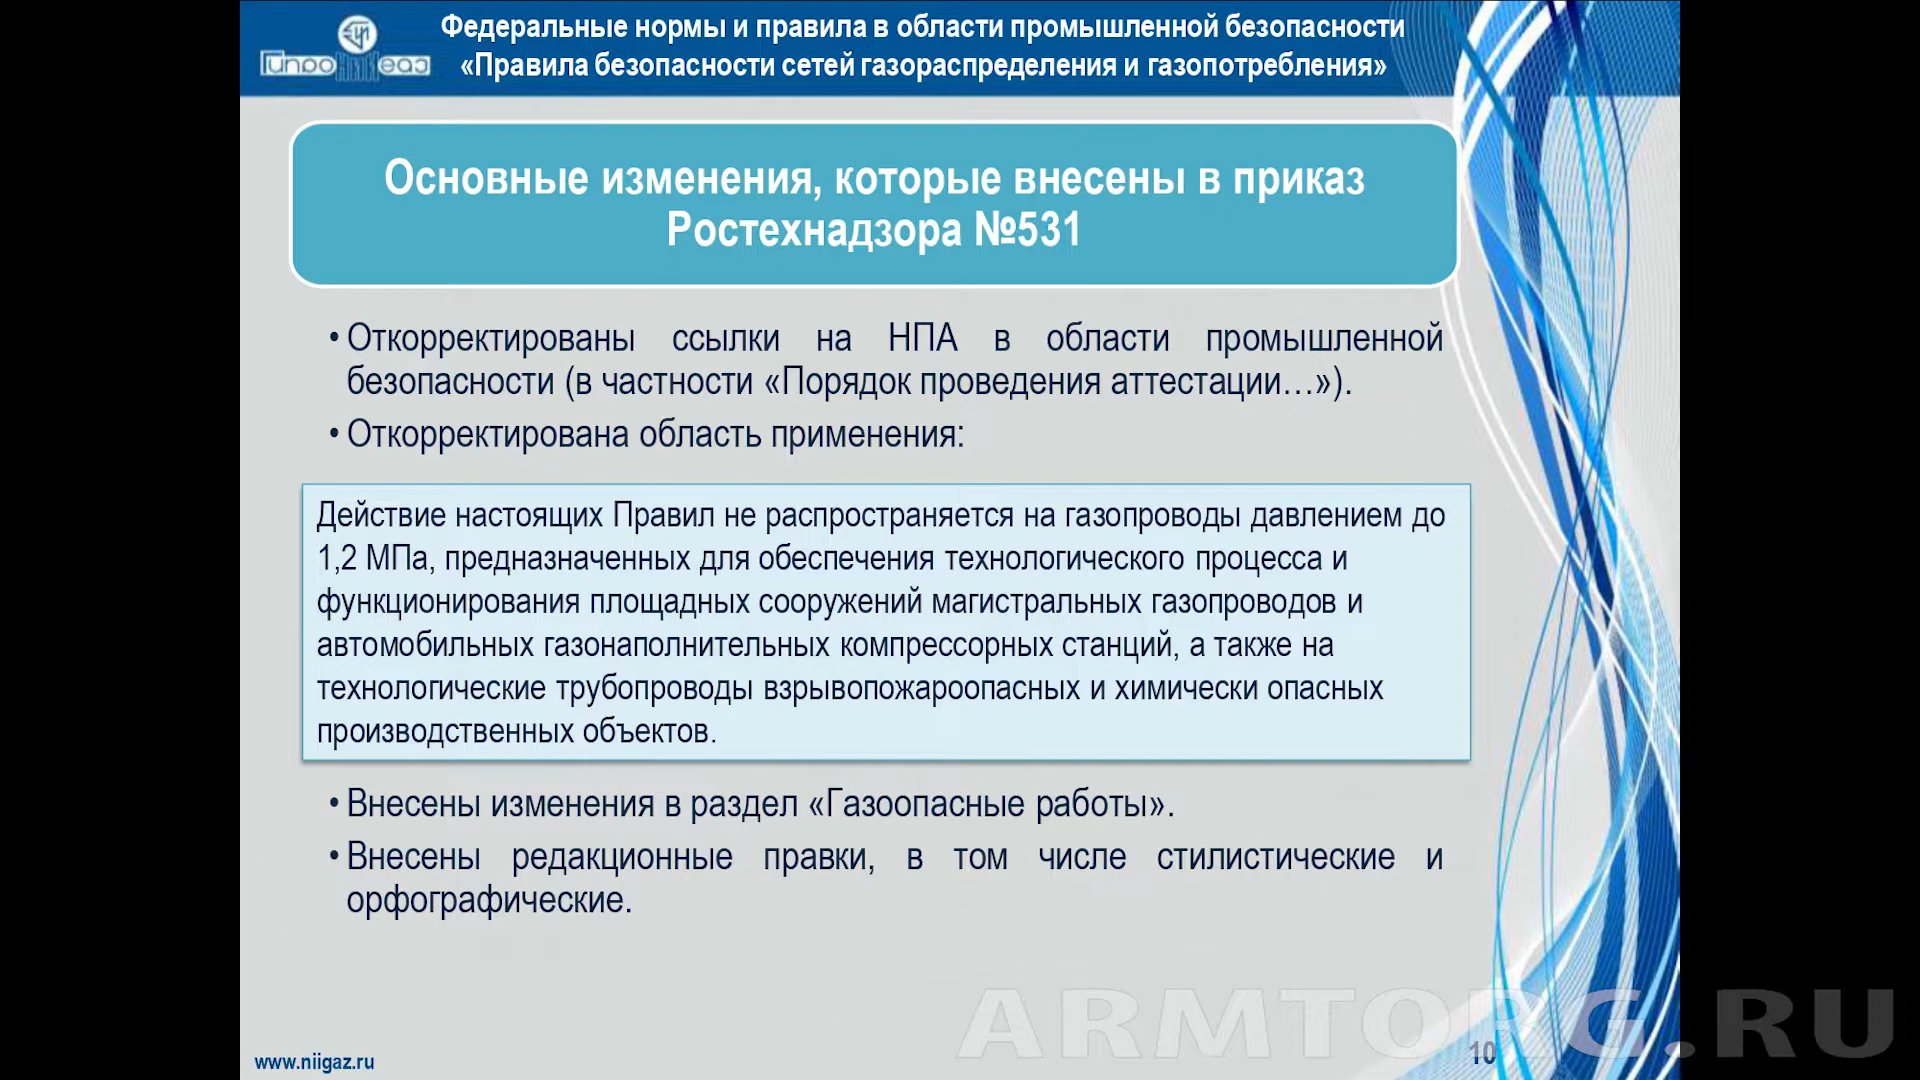 Федеральные нормы и правила в области промышленной безопасности
«Правила безопасности сетей газораспределения и газопотребления»
ГипроНИИгаз
Основные изменения, которые внесены в приказ
Ростехнадзора №531
• Откорректированы ссылки на НПА в области промышленной
безопасности (в частности «Порядок проведения аттестации…»).
• Откорректирована область применения:
Действие настоящих Правил не распространяется на газопроводы давлением до
1,2 МПа, предназначенных для обеспечения технологического процесса и
функционирования площадных сооружений магистральных газопроводов и
автомобильных газонаполнительных компрессорных станций, а также на
технологические трубопроводы взрывопожароопасных и химически опасных
производственных объектов.
• Внесены изменения в раздел «Газоопасные работы».
• Внесены редакционные правки, в том числе стилистические и
орфографические.
ARMTORG.RU
10
www.niigaz.ru